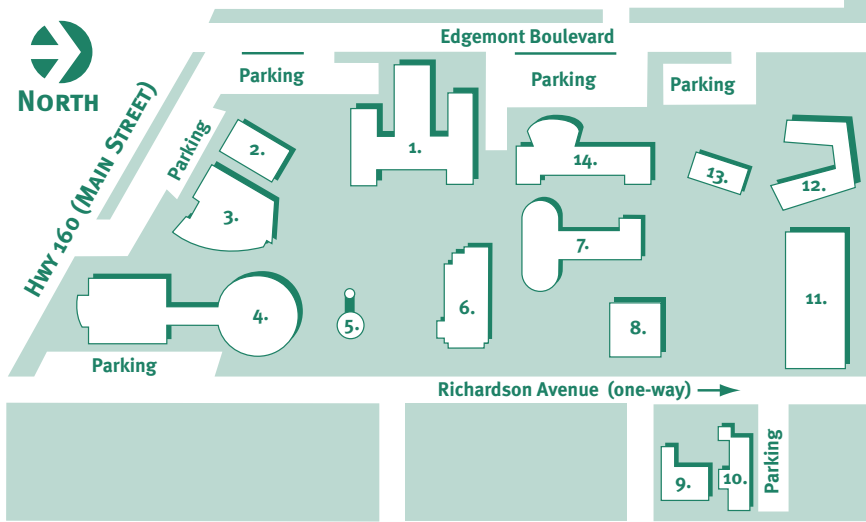 Edgemont Boulevard
NORTH
HWY 160 (MAIN STREET)
Parking
Parking
Parking
Parking
1.
2.
3.
14.
13.
12.
7.
4.
5.
6.
8.
11.
Parking
Richardson Avenue (one-way)
9.
10.
Parking